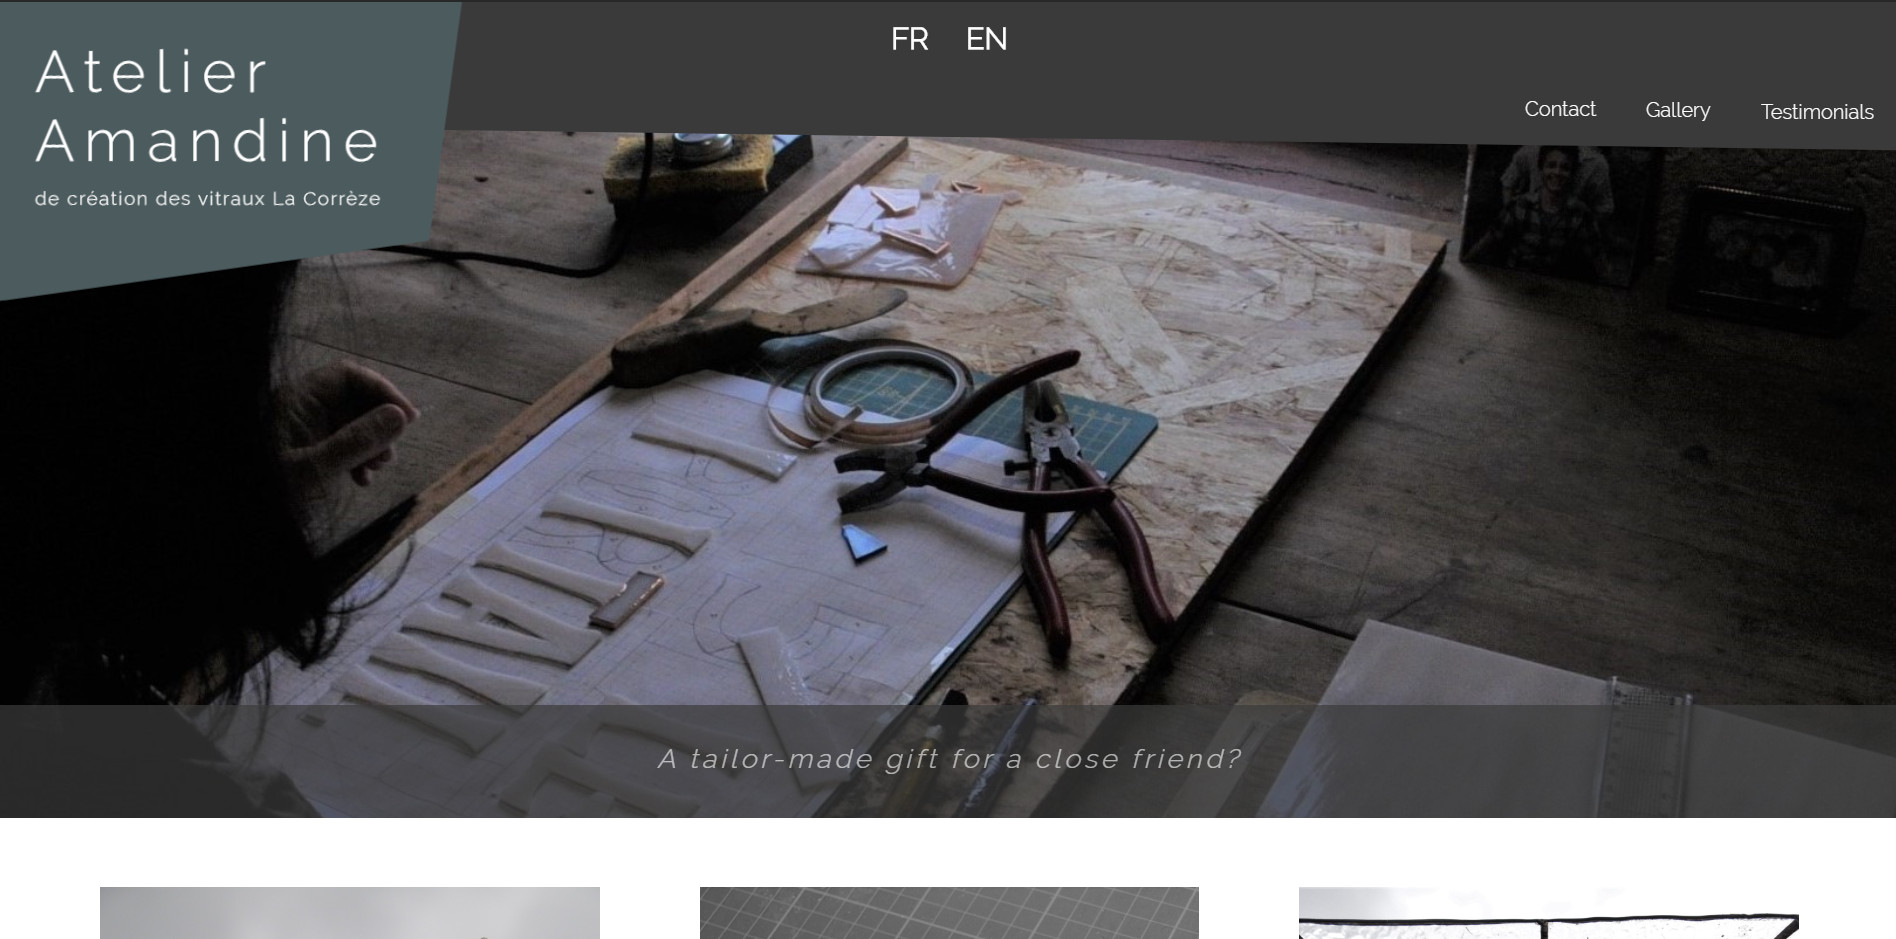 Atelier
Amandine
de création des vitraux La Corrèze
FR EN
Contact Gallery Testimonials
A tailor-made gift for a close friend?